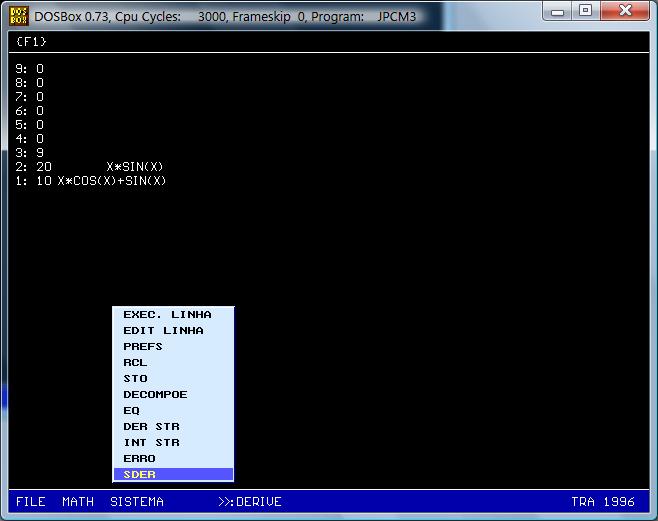 DOS BOX DOSBox 0.73, Cpu Cycles: 3000, Frameskip 0, Program: JPCM3
{F1}
9: 0
8: 0
7: 0
6: 0
5: 0
4: 0
3: 9
2: 20 X*SIN(X)
1: 10 X*COS(X)+SIN(X)
EXEC. LINHA
EDIT LINHA
PREFS
RCL
STO
DECOMPOE
EQ
DER STR
INT STR
ERRO
SDER
FILE MATH SISTEMA >>:DERIVE TRA 1996